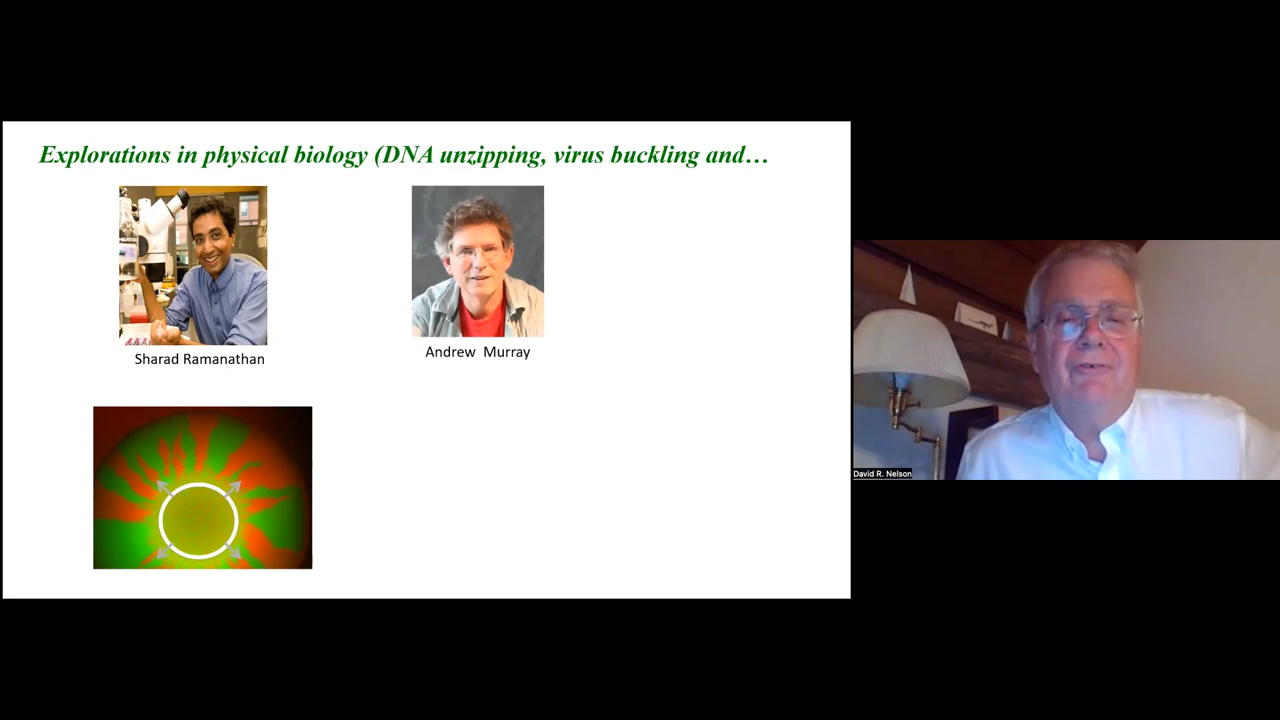 Explorations in physical biology (DNA unzipping, virus buckling and…
Sharad Ramanathan
Andrew  Murray
David R. Nelson